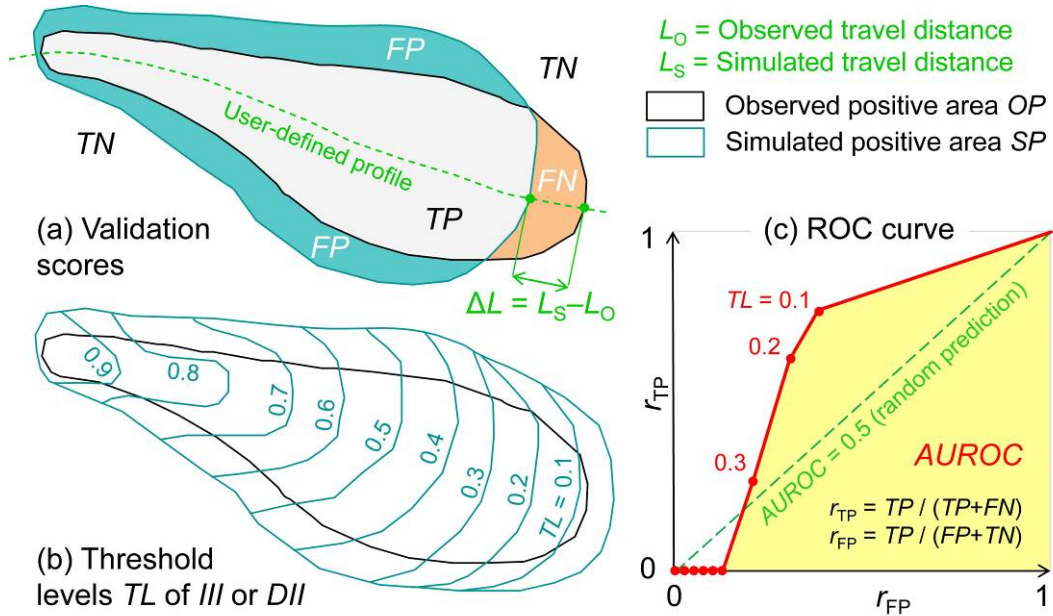 FP
TN
L_O = Observed travel distance
L_S = Simulated travel distance
Observed positive area OP
Simulated positive area SP
TN
User-defined profile
FN
TP
FP
(a) Validation
scores
ΔL = L_S–L_O
0.9
0.8
0.7
0.6
0.5
0.4
0.3
0.2
TL = 0.1
(b) Threshold
levels TL of III or DII
(c) ROC curve
1
TL = 0.1
0.2
r_TP
0.3
AUROC = 0.5 (random prediction)
AUROC
r_TP = TP / (TP+FN)
r_FP = TP / (FP+TN)
0
0
r_FP
1